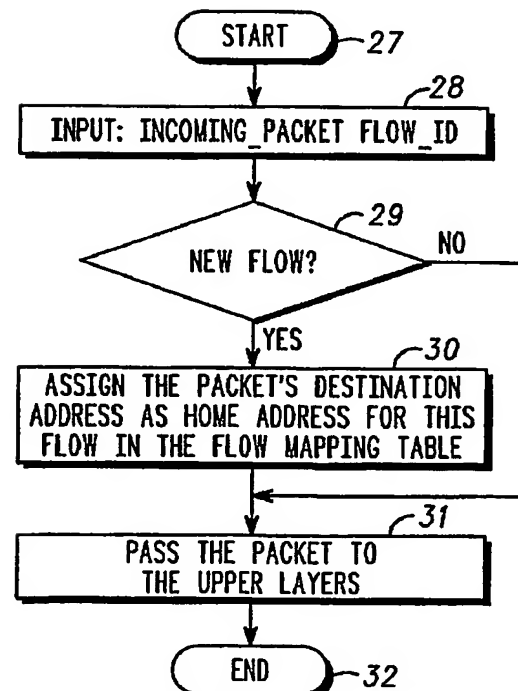 START
27
28
INPUT: INCOMING_PACKET FLOW_ID
29
NEW FLOW?
NO
YES
30
ASSIGN THE PACKET'S DESTINATION
ADDRESS AS HOME ADDRESS FOR THIS
FLOW IN THE FLOW MAPPING TABLE
31
PASS THE PACKET TO
THE UPPER LAYERS
END
32